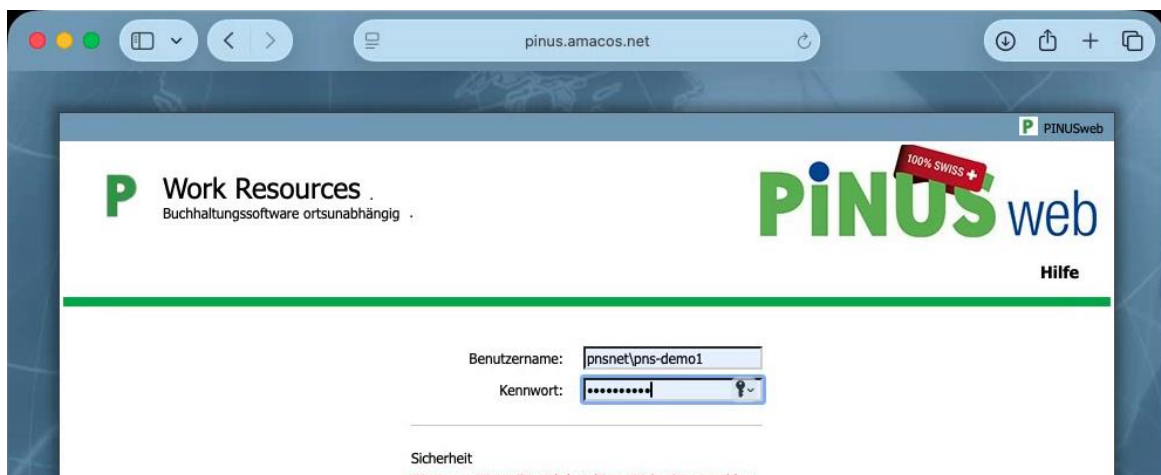 pinus.amacos.net
P PINUSweb
P Work Resources .
Buchhaltungssoftware ortsunabhängig .
PiNUS web
100% SWISS
Hilfe
Benutzername: pnsnet\pns-demo1
Kennwort: ••••••••••
Sicherheit